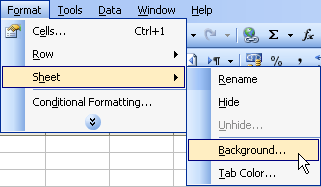 Format Tools Data Window Help
Cells... Ctrl+1
Row
Sheet
Conditional Formatting...
Rename
Hide
Unhide...
Background...
Tab Color...